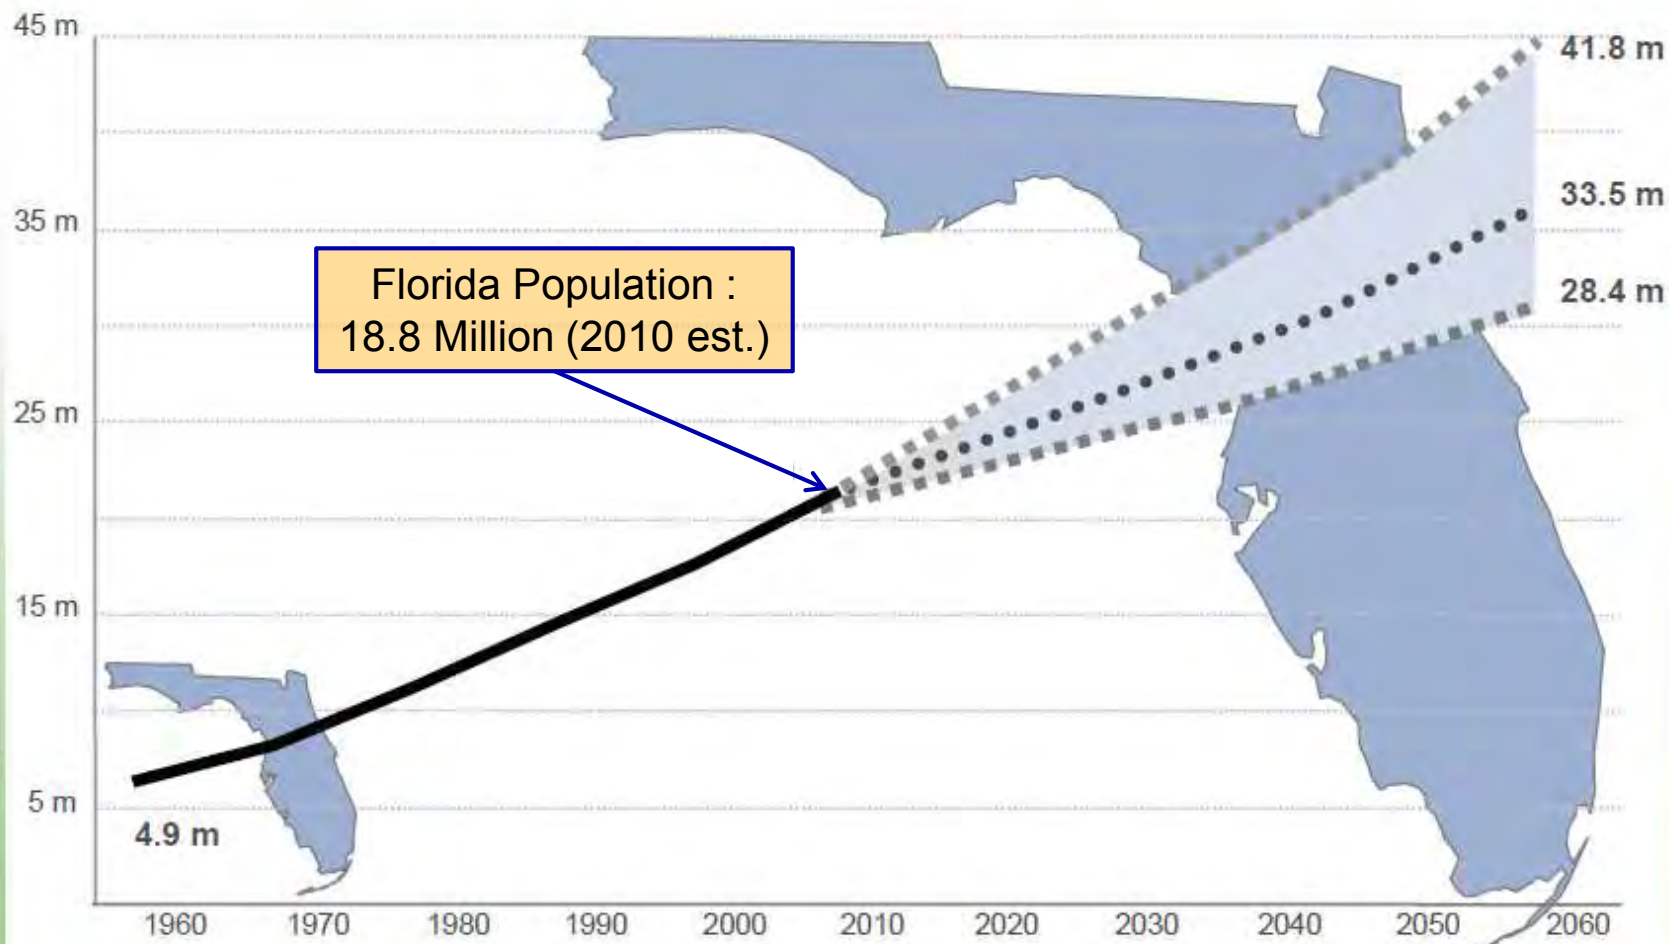 45 m
41.8 m
33.5 m
35 m
Florida Population :
18.8 Million (2010 est.)
28.4 m
25 m
15 m
5 m
4.9 m
1960 1970 1980 1990 2000 2010 2020 2030 2040 2050 2060